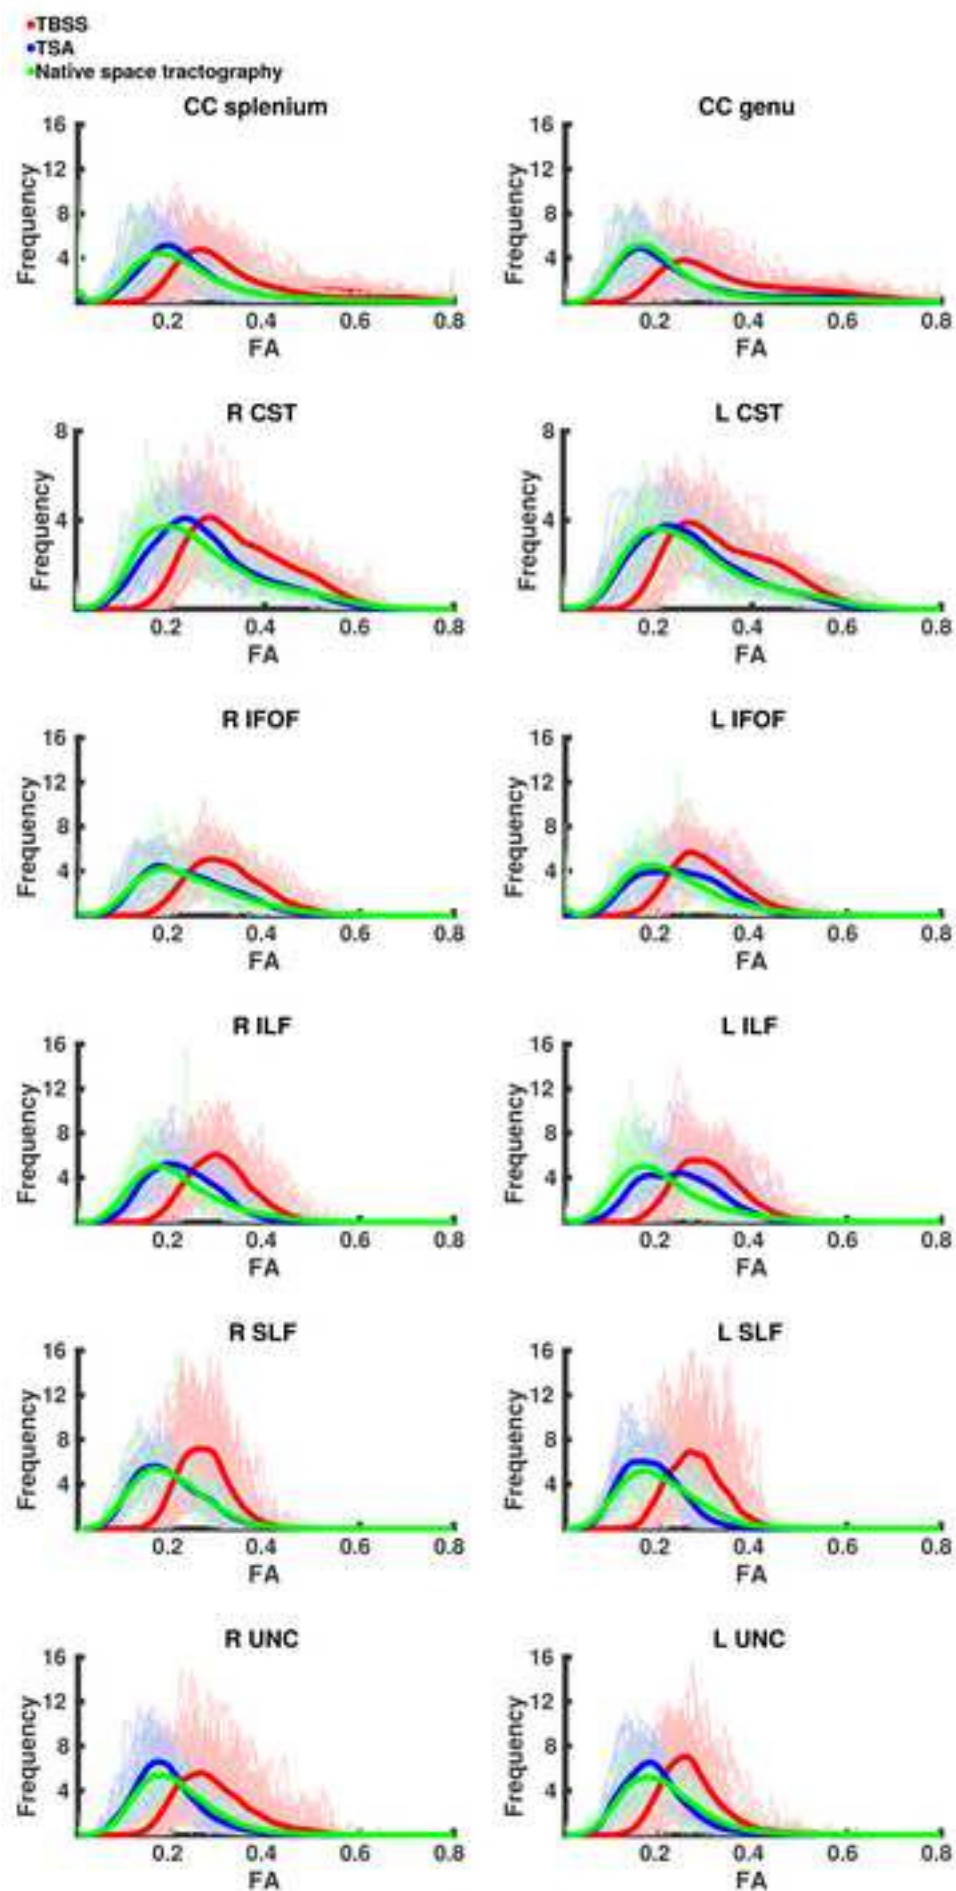 TBSS
TSA
Native space tractography
CC splenium
CC genu
16
12
8
4
Frequency
0.2 0.4 0.6 0.8
FA
16
12
8
4
Frequency
0.2 0.4 0.6 0.8
FA
R CST
L CST
8
4
Frequency
0.2 0.4 0.6 0.8
FA
8
4
Frequency
0.2 0.4 0.6 0.8
FA
R IFOF
L IFOF
16
12
8
4
Frequency
0.2 0.4 0.6 0.8
FA
16
12
8
4
Frequency
0.2 0.4 0.6 0.8
FA
R ILF
L ILF
16
12
8
4
Frequency
0.2 0.4 0.6 0.8
FA
16
12
8
4
Frequency
0.2 0.4 0.6 0.8
FA
R SLF
L SLF
16
12
8
4
Frequency
0.2 0.4 0.6 0.8
FA
16
12
8
4
Frequency
0.2 0.4 0.6 0.8
FA
R UNC
L UNC
16
12
8
4
Frequency
0.2 0.4 0.6 0.8
FA
16
12
8
4
Frequency
0.2 0.4 0.6 0.8
FA